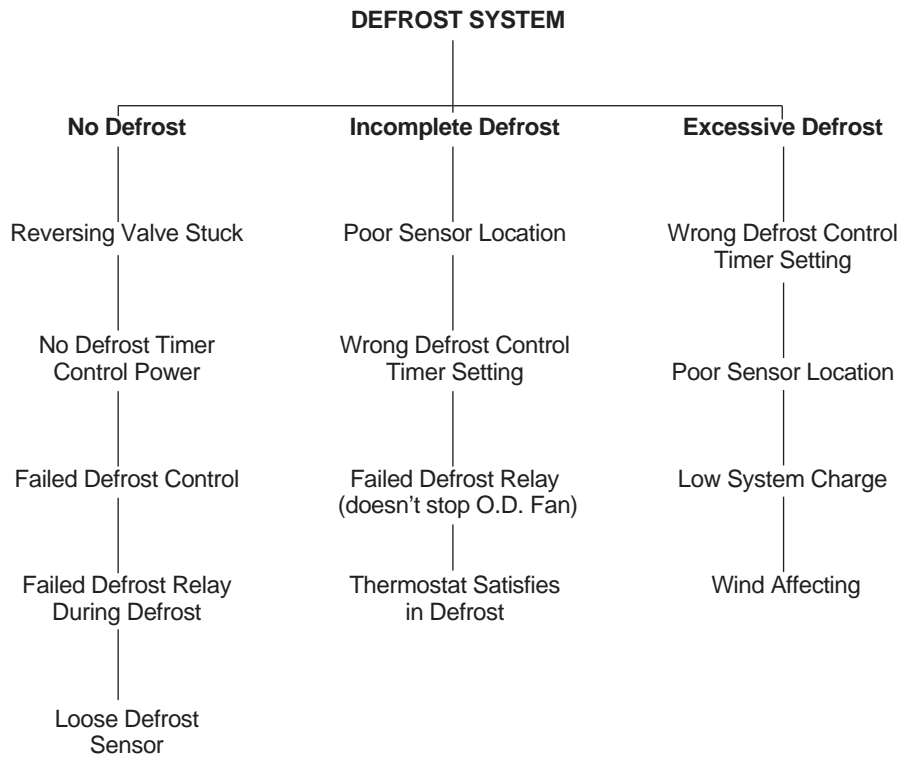 DEFROST SYSTEM
No Defrost
Reversing Valve Stuck
No Defrost Timer
Control Power
Failed Defrost Control
Failed Defrost Relay
During Defrost
Loose Defrost
Sensor
Incomplete Defrost
Poor Sensor Location
Wrong Defrost Control
Timer Setting
Failed Defrost Relay
(doesn't stop O.D. Fan)
Thermostat Satisfies
in Defrost
Excessive Defrost
Wrong Defrost Control
Timer Setting
Poor Sensor Location
Low System Charge
Wind Affecting